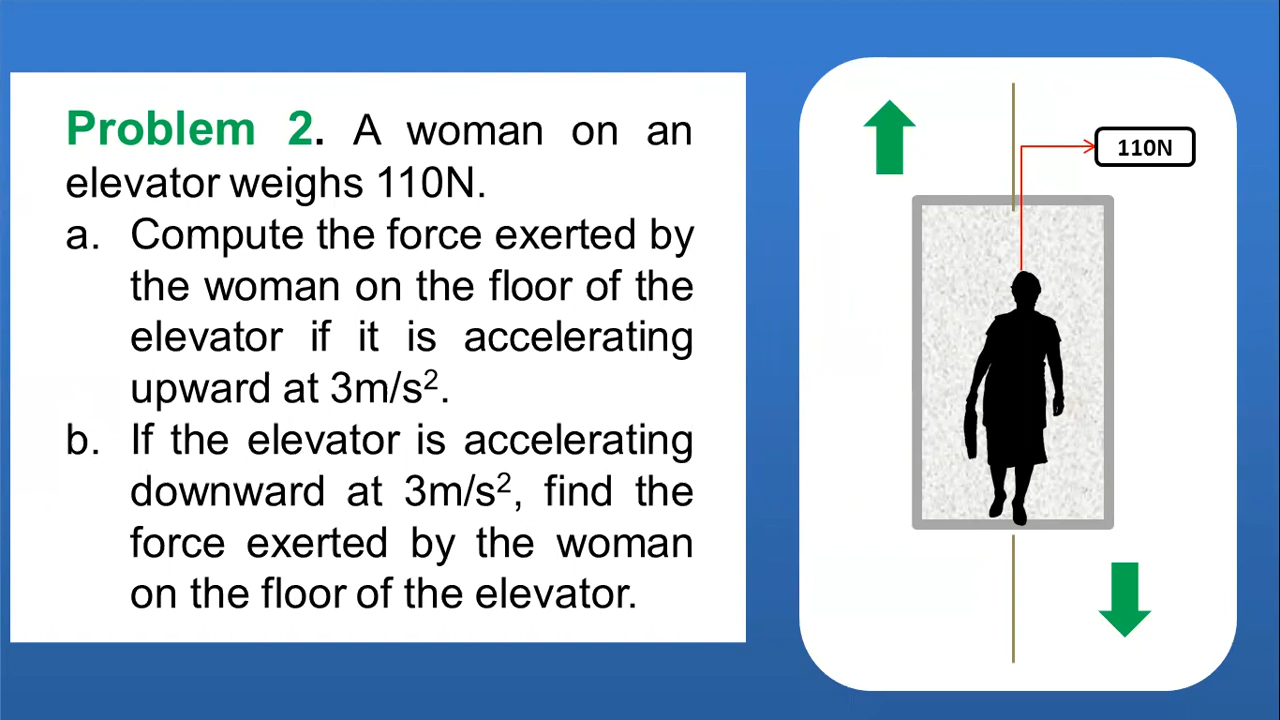 Problem 2. A woman on an
elevator weighs 110N.
a. Compute the force exerted by
the woman on the floor of the
elevator if it is accelerating
upward at 3m/s².
b. If the elevator is accelerating
downward at 3m/s², find the
force exerted by the woman
on the floor of the elevator.
110N